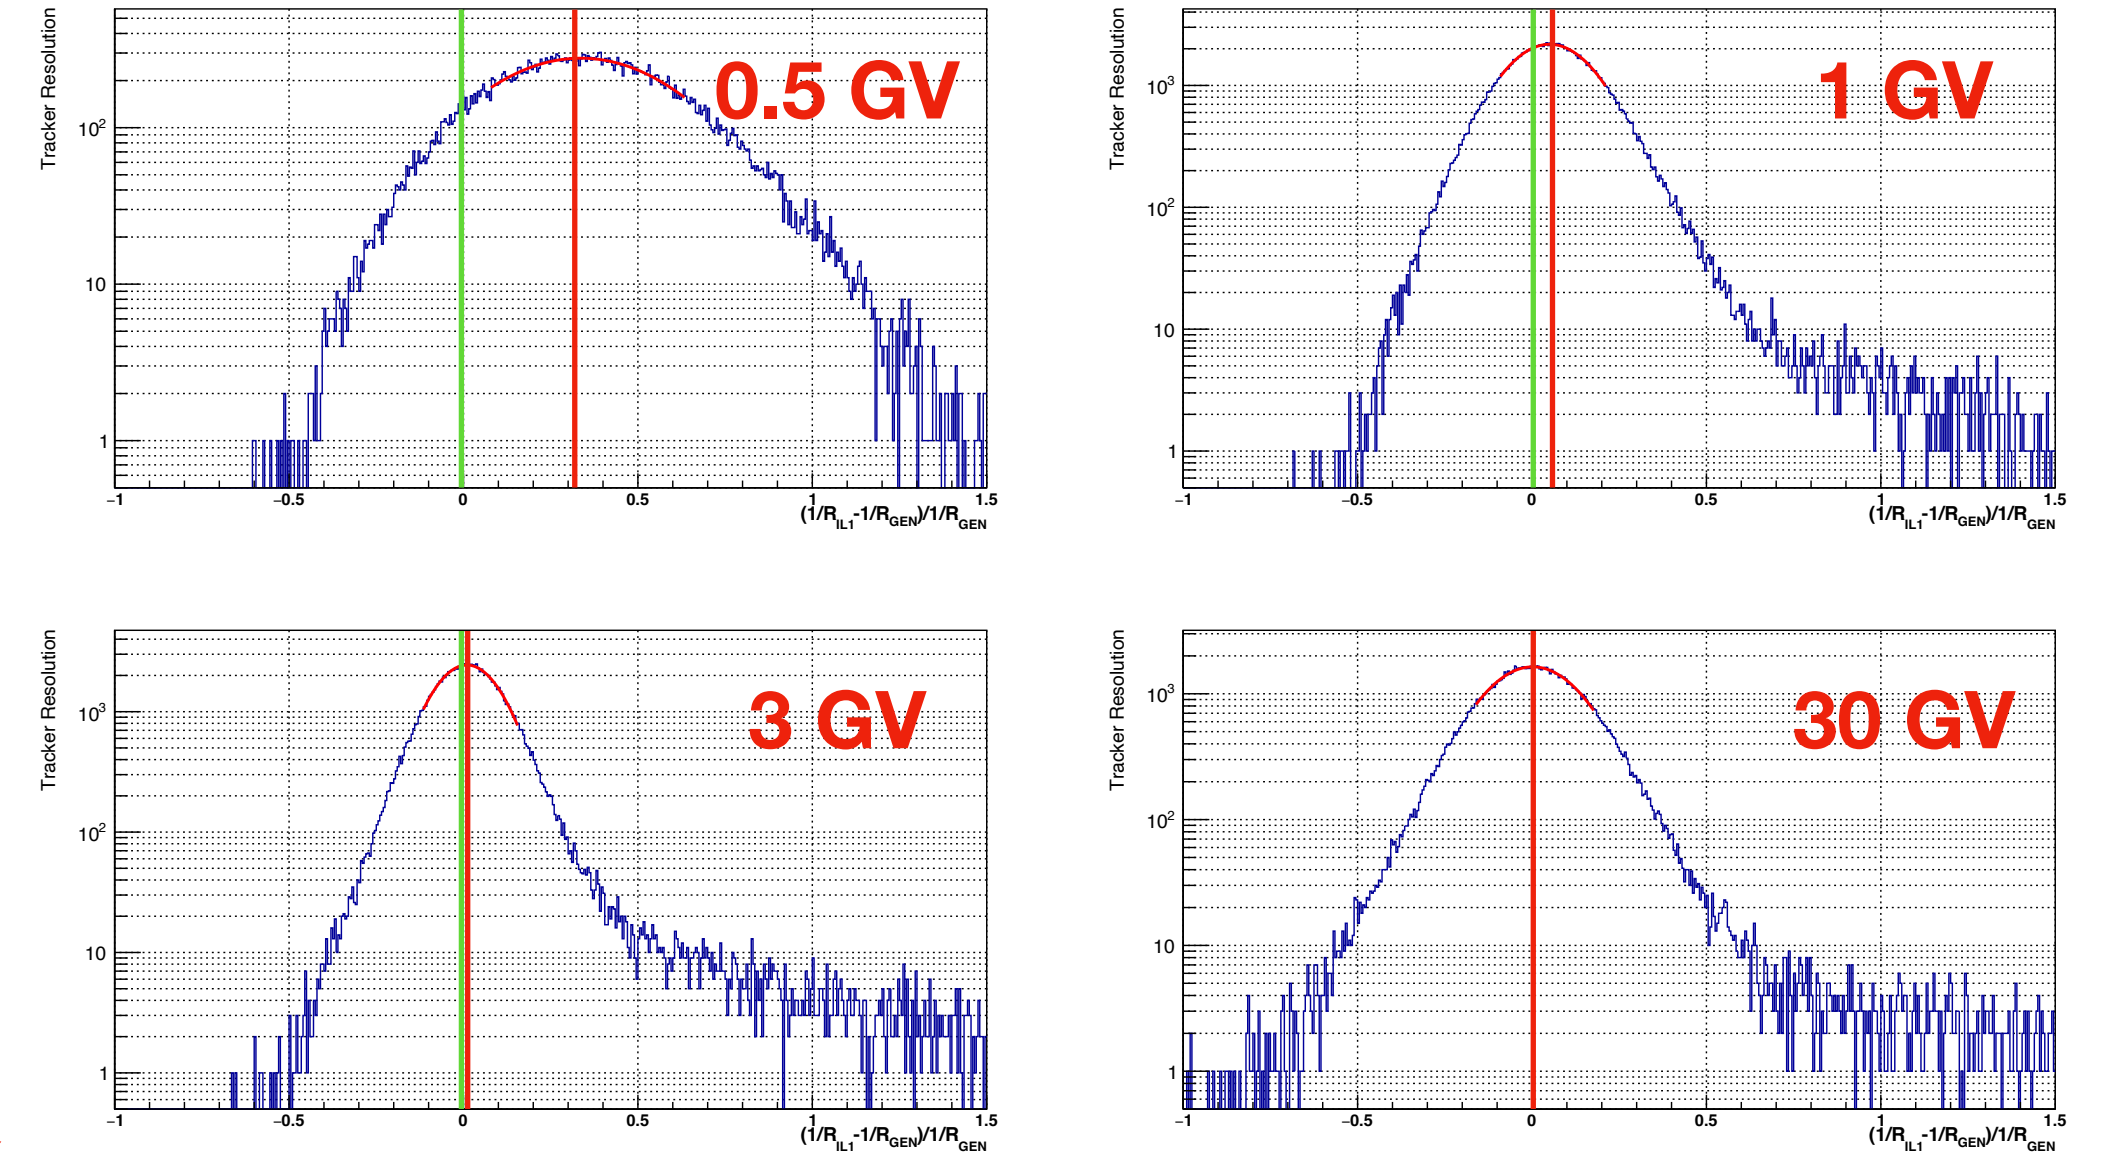 Tracker Resolution
0.5 GV
10²
10
1
−1 −0.5 0 0.5 1 1.5
(1/R_IL1-1/R_GEN)/1/R_GEN
Tracker Resolution
1 GV
10³
10²
10
1
−1 −0.5 0 0.5 1 1.5
(1/R_IL1-1/R_GEN)/1/R_GEN
Tracker Resolution
3 GV
10³
10²
10
1
−1 −0.5 0 0.5 1 1.5
(1/R_IL1-1/R_GEN)/1/R_GEN
Tracker Resolution
30 GV
10³
10²
10
1
−1 −0.5 0 0.5 1 1.5
(1/R_IL1-1/R_GEN)/1/R_GEN